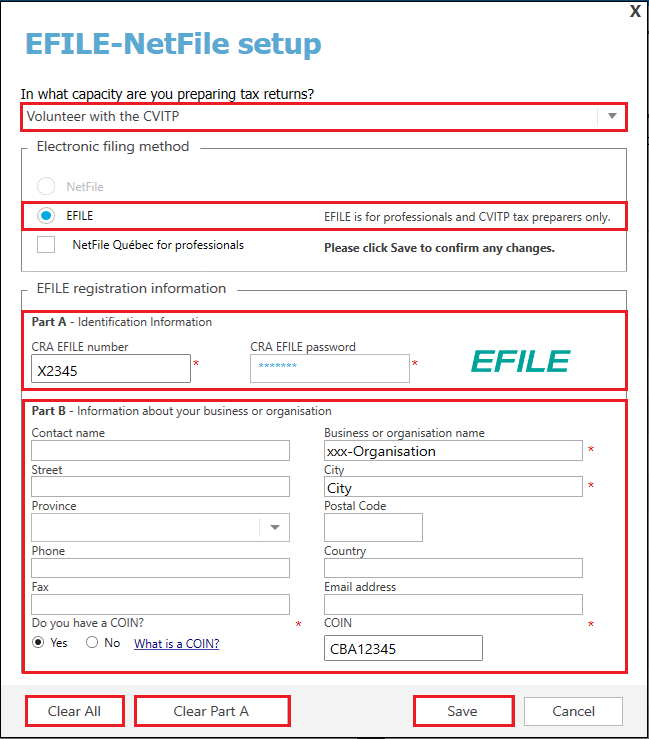 X
EFILE-NetFile setup
In what capacity are you preparing tax returns?
Volunteer with the CVITP
Electronic filing method
NetFile
EFILE EFILE is for professionals and CVITP tax preparers only.
NetFile Québec for professionals Please click Save to confirm any changes.
EFILE registration information
Part A - Identification Information
CRA EFILE number CRA EFILE password
X2345 * ******* * EFILE
Part B - Information about your business or organisation
Contact name Business or organisation name
xxx-Organisation *
Street City
City *
Province Postal Code
Phone Country
Fax Email address
Do you have a COIN? * COIN *
Yes No What is a COIN? CBA12345
Clear All Clear Part A Save Cancel